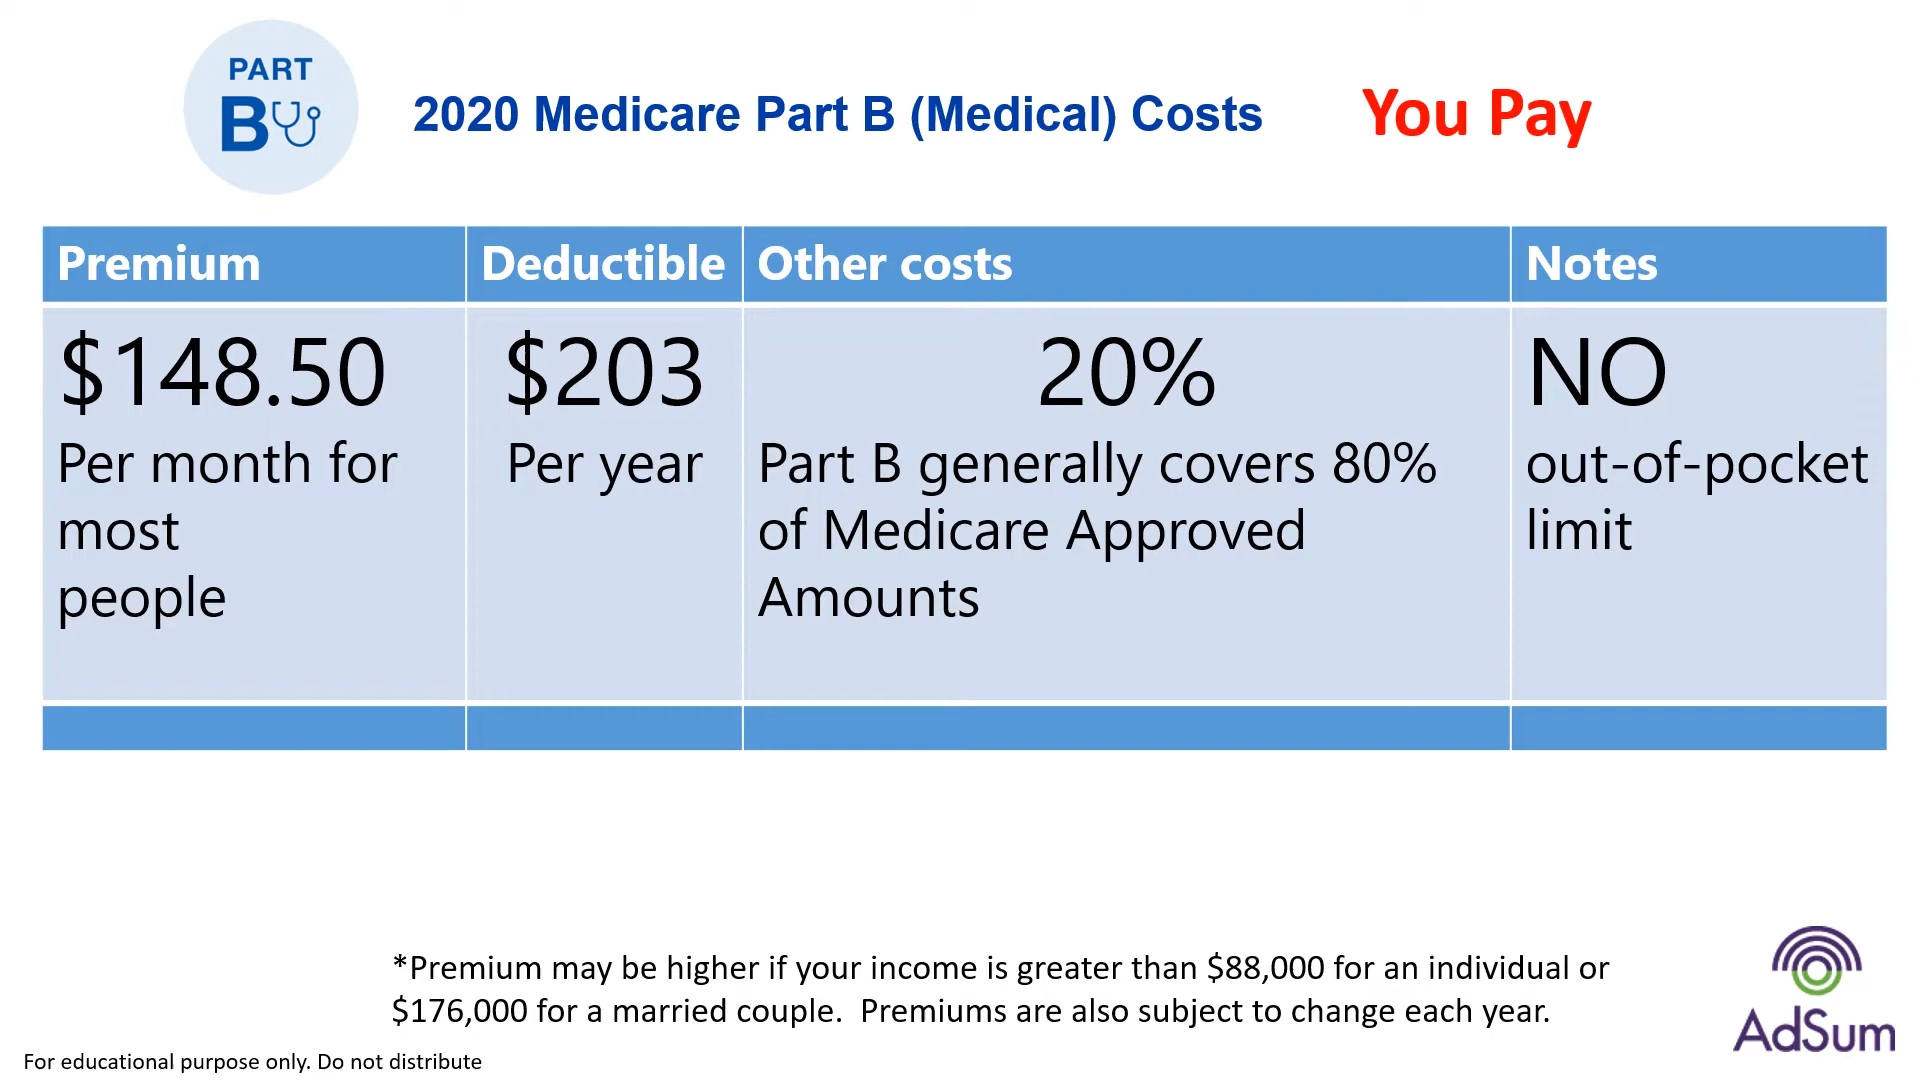 PART
B
2020 Medicare Part B (Medical) Costs
You Pay
Premium
Deductible
Other costs
Notes
$148.50
Per month for
most
people
$203
Per year
20%
Part B generally covers 80%
of Medicare Approved
Amounts
NO
out-of-pocket
limit
*Premium may be higher if your income is greater than $88,000 for an individual or
$176,000 for a married couple.  Premiums are also subject to change each year.
AdSum
For educational purpose only. Do not distribute